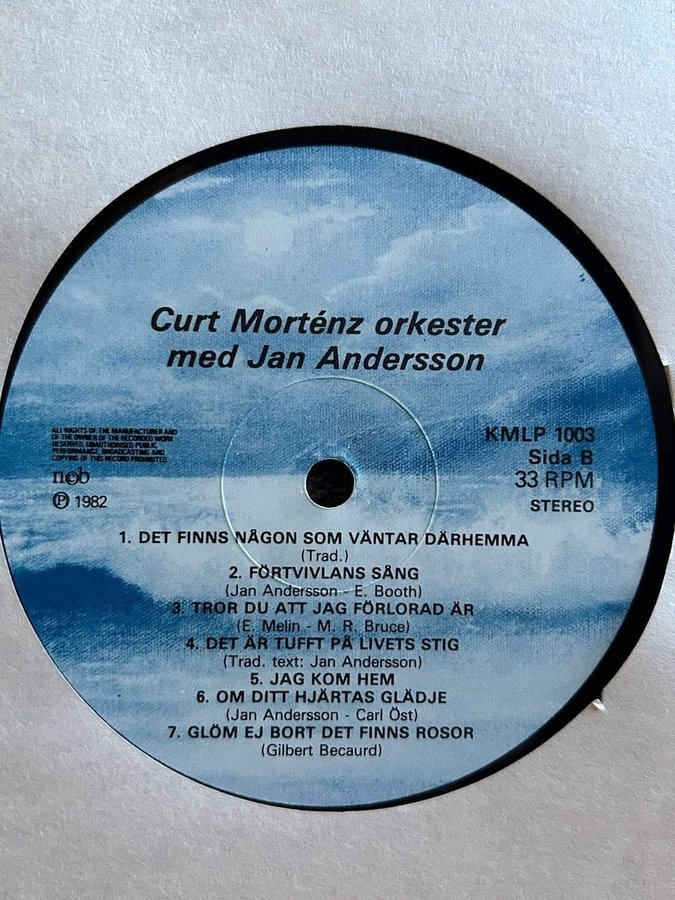 Curt Morténz orkester
med Jan Andersson
ALL RIGHTS OF THE MANUFACTURER AND
OF THE OWNER OF THE RECORDED WORK
RESERVED. UNAUTHORISED PUBLIC
PERFORMANCE, BROADCASTING AND
COPYING OF THIS RECORD PROHIBITED.
ncb
Ⓟ 1982
KMLP 1003
Sida B
33 RPM
STEREO
1. DET FINNS NÅGON SOM VÄNTAR DÄRHEMMA
(Trad.)
2. FÖRTVIVLANS SÅNG
(Jan Andersson - E. Booth)
3. TROR DU ATT JAG FÖRLORAD ÄR
(E. Melin - M. R. Bruce)
4. DET ÄR TUFFT PÅ LIVETS STIG
(Trad. text: Jan Andersson)
5. JAG KOM HEM
6. OM DITT HJÄRTAS GLÄDJE
(Jan Andersson - Carl Öst)
7. GLÖM EJ BORT DET FINNS ROSOR
(Gilbert Becaurd)